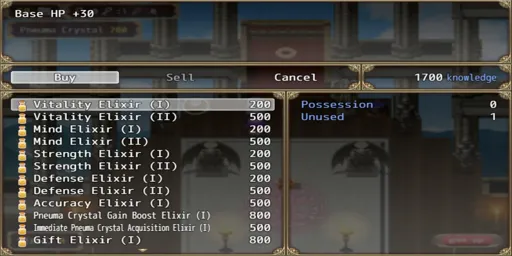 Base HP +30
Pneuma Crystal 200
Buy
Sell
Cancel
1700 knowledge
Vitality Elixir (I) 200
Vitality Elixir (II) 500
Mind Elixir (I) 200
Mind Elixir (II) 500
Strength Elixir (I) 200
Strength Elixir (II) 500
Defense Elixir (I) 200
Defense Elixir (II) 500
Accuracy Elixir (I) 500
Pneuma Crystal Gain Boost Elixir (I) 800
Immediate Pneuma Crystal Acquisition Elixir (I) 500
Gift Elixir (I) 800
Possession 0
Unused 1
give up